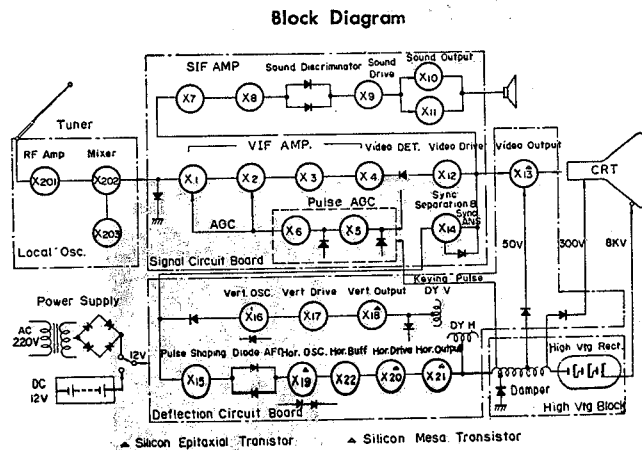 Block Diagram
SIF AMP
Sound Discriminator
Sound Drive
Sound Output
X7
X8
X9
X10
X11
Tuner
RF Amp
Mixer
X201
X202
X203
Local Osc.
VIF AMP.
Video DET.
Video Drive
Video Output
X1
X2
X3
X4
X12
X13
CRT
AGC
Pulse AGC
X6
X5
Sync Separation &
Sync ANS
X14
50V
300V
8KV
Signal Circuit Board
Keying Pulse
Power Supply
AC 220V
12V
DC 12V
Vert. OSC.
Vert Drive
Vert Output
DY V
X16
X17
X18
DY H
Pulse Shaping
Diode AFC
Hor. OSC.
Hor. Buff
Hor. Drive
Hor. Output
X15
X19
X22
X20
X21
Deflection Circuit Board
High Vtg Rect.
Damper
High Vtg Block
▲ Silicon Epitaxial Tranistor
▲ Silicon Mesa Transistor